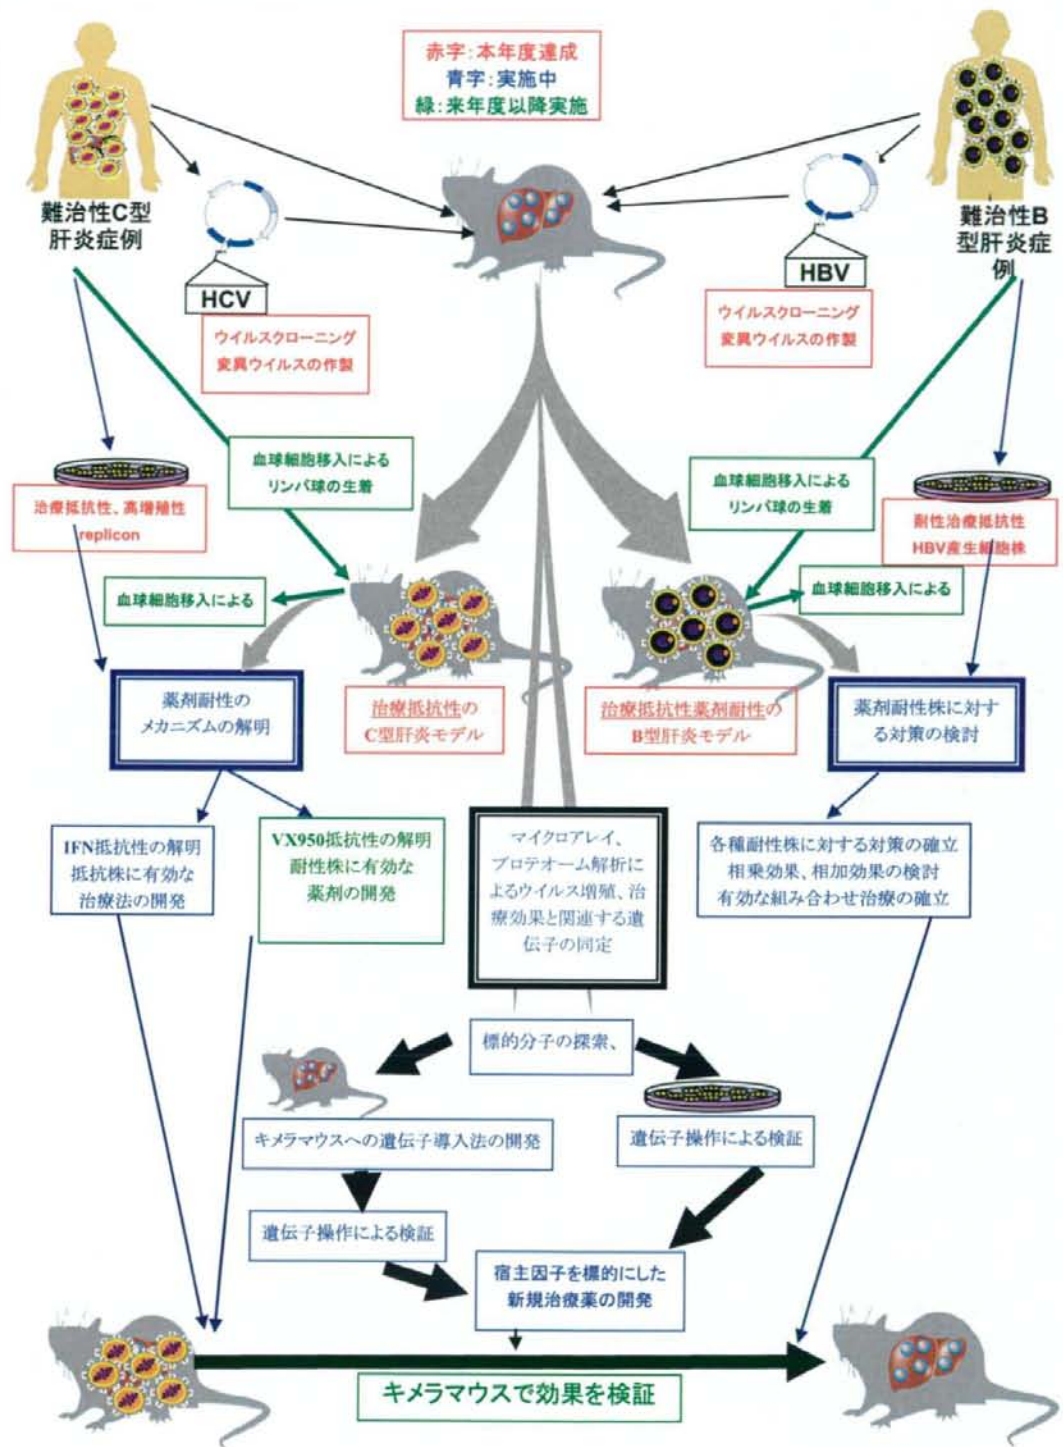 赤字：本年度達成
青字：実施中
緑：来年度以降実施
難治性C型
肝炎症例
難治性B
型肝炎症
例
HCV
HBV
ウイルスクローニング
変異ウイルスの作製
ウイルスクローニング
変異ウイルスの作製
血球細胞移入による
リンパ球の生着
血球細胞移入による
リンパ球の生着
治療抵抗性、高増殖性
replicon
耐性治療抵抗性
HBV産生細胞株
血球細胞移入による
血球細胞移入による
薬剤耐性の
メカニズムの解明
治療抵抗性の
C型肝炎モデル
治療抵抗性薬剤耐性の
B型肝炎モデル
薬剤耐性株に対す
る対策の検討
IFN抵抗性の解明
抵抗株に有効な
治療法の開発
VX950抵抗性の解明
耐性株に有効な
薬剤の開発
マイクロアレイ、
プロテオーム解析に
よるウイルス増殖、治
療効果と関連する遺
伝子の同定
各種耐性株に対する対策の確立
相乗効果、相加効果の検討
有効な組み合わせ治療の確立
標的分子の探索、
キメラマウスへの遺伝子導入法の開発
遺伝子操作による検証
遺伝子操作による検証
宿主因子を標的にした
新規治療薬の開発
キメラマウスで効果を検証